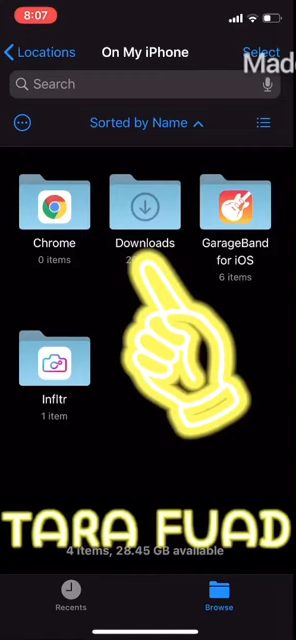 8:07
Locations
On My iPhone
Select
Made
Search
Sorted by Name
Chrome
0 items
Downloads
GarageBand
for iOS
6 items
Infltr
1 item
TARA FUAD
4 items, 28.45 GB available
Recents
Browse